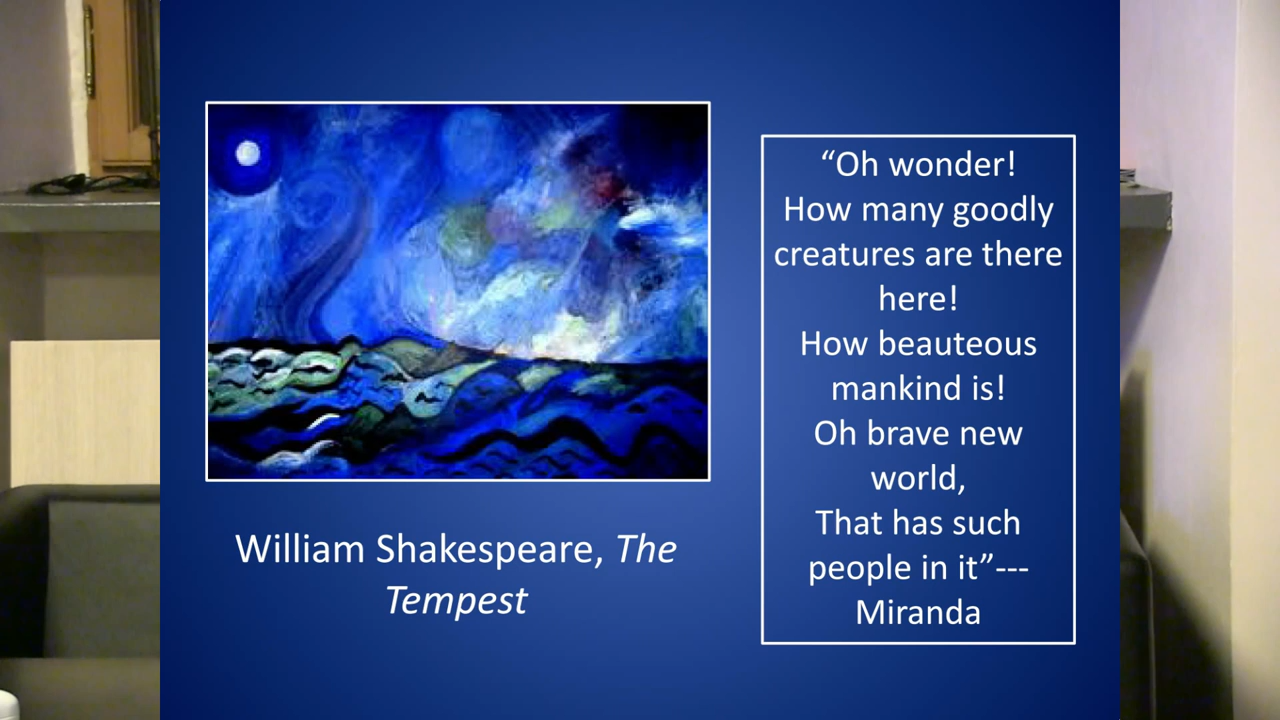 William Shakespeare, The
Tempest
“Oh wonder!
How many goodly
creatures are there
here!
How beauteous
mankind is!
Oh brave new
world,
That has such
people in it”---
Miranda